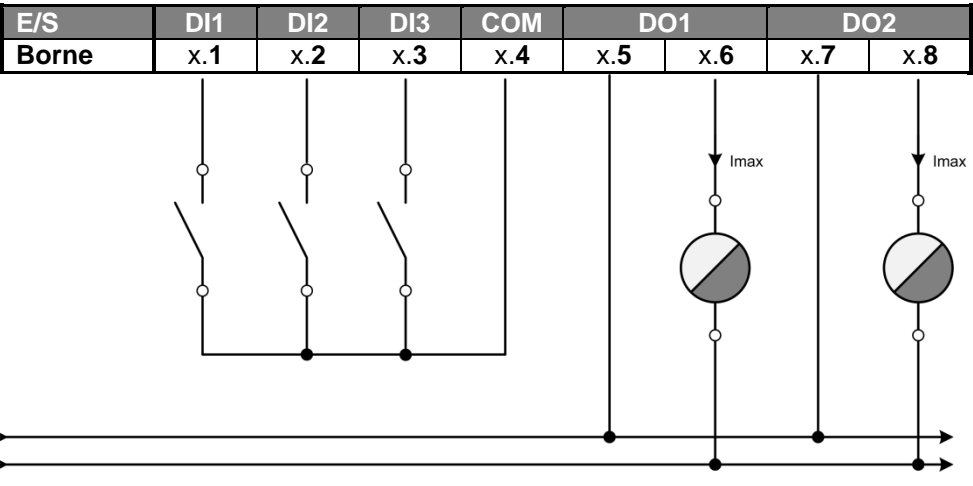 E/S DI1 DI2 DI3 COM DO1 DO2
Borne x.1 x.2 x.3 x.4 x.5 x.6 x.7 x.8
Imax Imax